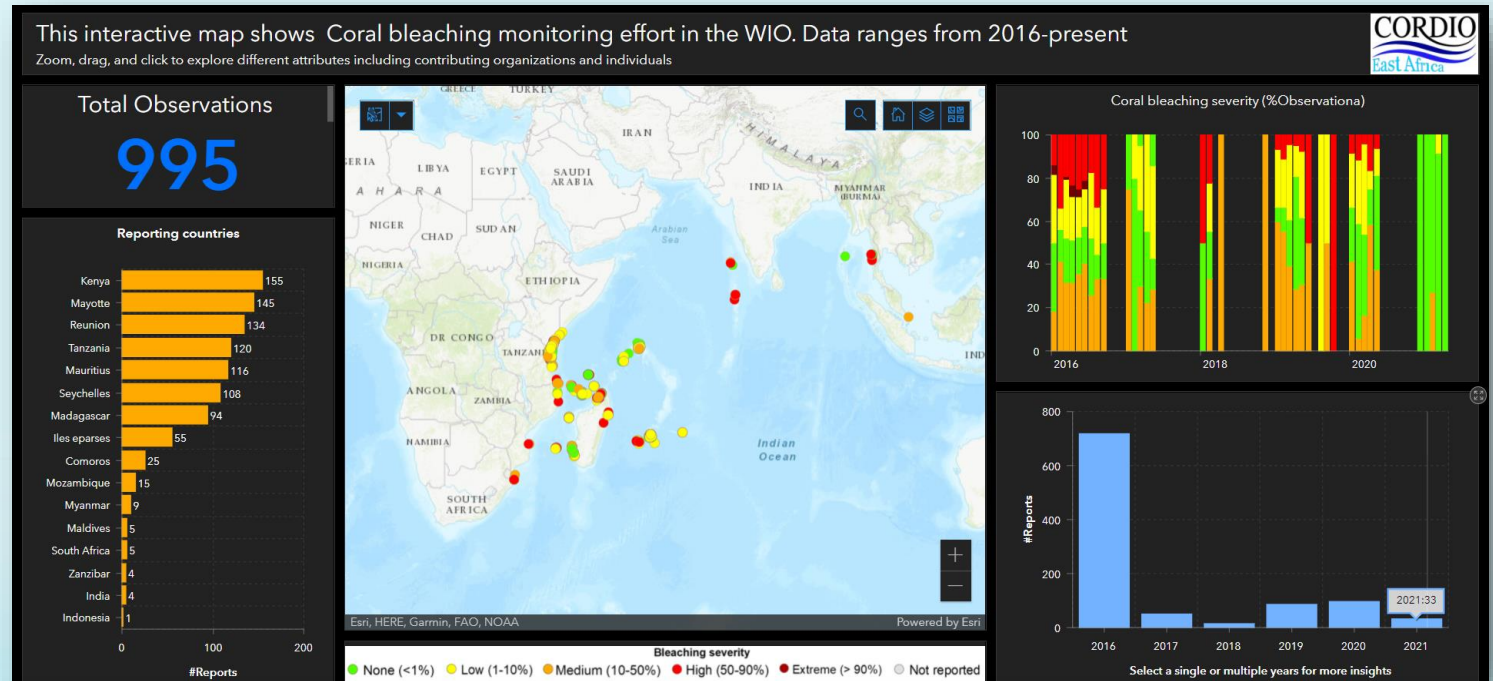 This interactive map shows Coral bleaching monitoring effort in the WIO. Data ranges from 2016-present
Zoom, drag, and click to explore different attributes including contributing organizations and individuals
CORDIO
East Africa
Total Observations
995
Reporting countries
Kenya 155
Mayotte 145
Reunion 134
Tanzania 120
Mauritius 116
Seychelles 108
Madagascar 94
Iles eparses 55
Comoros 25
Mozambique 15
Myanmar 9
Maldives 5
South Africa 5
Zanzibar 4
India 4
Indonesia 1
0 100 200
#Reports
GREECE TURKEY
IRAN
HIMALAYA
ERIA
LIBYA
EGYPT
SAUDI
ARABIA
INDIA
MYANMAR
(BURMA)
AHARA
NIGER
CHAD
SUDAN
Arabian
Sea
NIGERIA
ETHIOPIA
DR CONGO
TANZANI
IND
ANGOLA
ZAMBIA
NAMIBIA
Indian
Ocean
SOUTH
AFRICA
+
−
Esri, HERE, Garmin, FAO, NOAA
Powered by Esri
Bleaching severity
None (<1%) Low (1-10%) Medium (10-50%) High (50-90%) Extreme (> 90%) Not reported
Coral bleaching severity (%Observationa)
100
80
60
40
20
0
2016 2018 2020
800
600
400
200
0
#Reports
2021:33
2016 2017 2018 2019 2020 2021
Select a single or multiple years for more insights